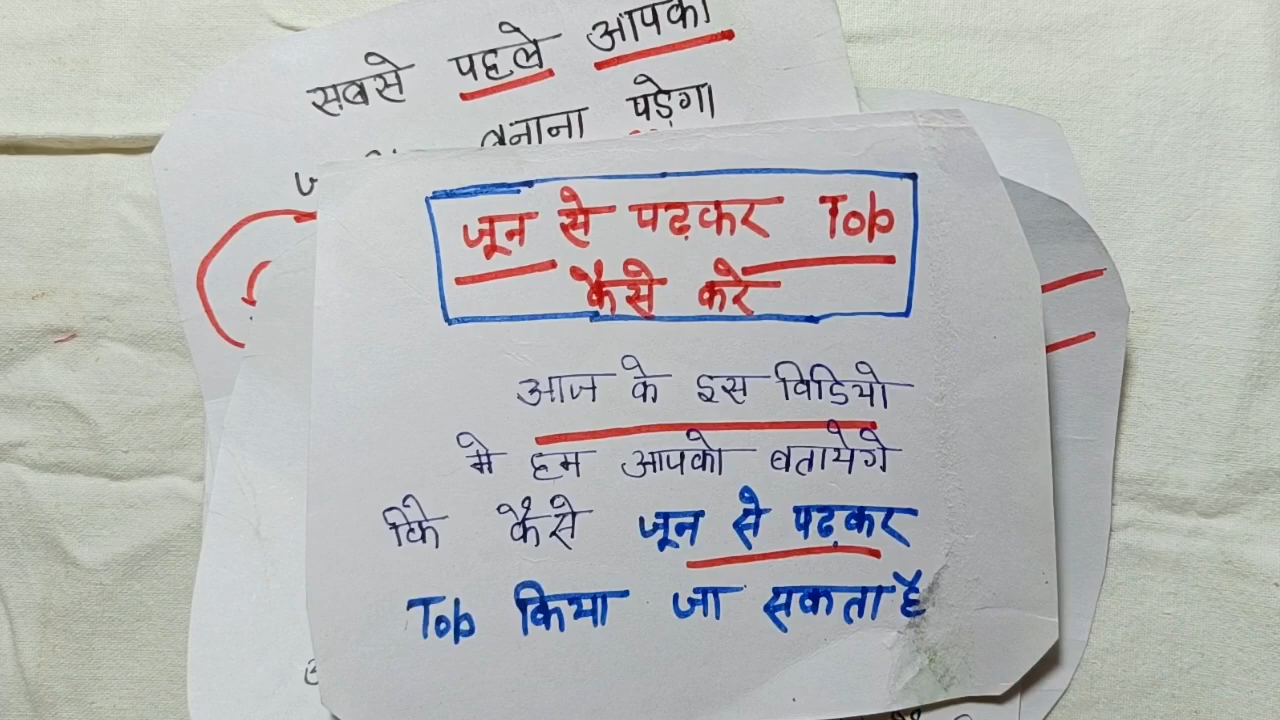 सबसे पहले आपको
बनाना पड़ेगा
जून से पढ़कर Top
कैसे करे
आज के इस विडियो
मे हम आपको बतायेगे
कि कैसे जून से पढ़कर
Top किया जा सकता है